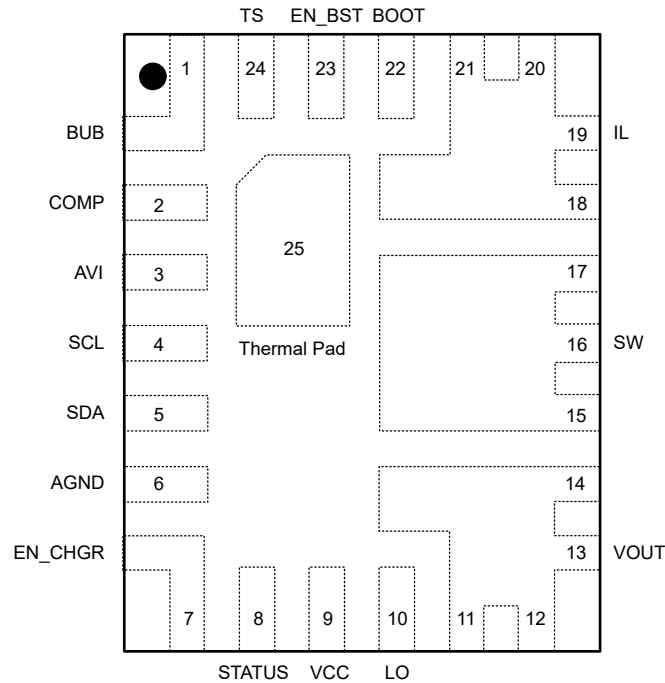 TS EN_BST BOOT
1 24 23 22 21 20
BUB 19 IL
COMP 2 18
25
AVI 3 17
SCL 4 Thermal Pad 16 SW
SDA 5 15
AGND 6 14
EN_CHGR 13 VOUT
7 8 9 10 11 12
STATUS VCC LO